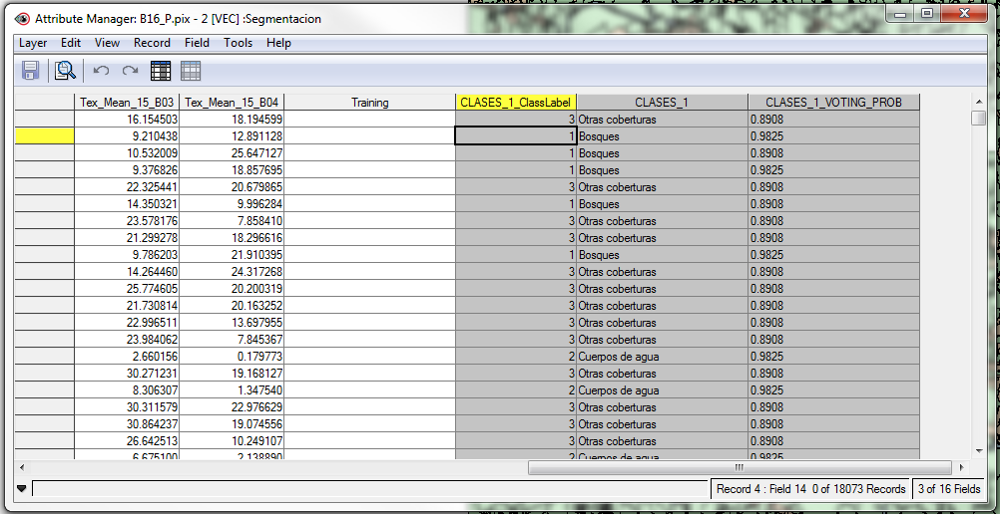 Attribute Manager: B16_P.pix - 2 [VEC] :Segmentacion
Layer Edit View Record Field Tools Help
Tex_Mean_15_B03 Tex_Mean_15_B04 Training CLASES_1_ClassLabel CLASES_1 CLASES_1_VOTING_PROB
16.154503 18.194599 3 Otras coberturas 0.8908
9.210438 12.891128 1 Bosques 0.9825
10.532009 25.647127 1 Bosques 0.8908
9.376826 18.857695 1 Bosques 0.9825
22.325441 20.679865 3 Otras coberturas 0.8908
14.350321 9.996284 1 Bosques 0.8908
23.578176 7.858410 3 Otras coberturas 0.8908
21.299278 18.296616 3 Otras coberturas 0.8908
9.786203 21.910395 1 Bosques 0.9825
14.264460 24.317268 3 Otras coberturas 0.8908
25.774605 20.200319 3 Otras coberturas 0.8908
21.730814 20.163252 3 Otras coberturas 0.8908
22.996511 13.697955 3 Otras coberturas 0.8908
23.984062 7.845367 3 Otras coberturas 0.8908
2.660156 0.179773 2 Cuerpos de agua 0.9825
30.271231 19.168127 3 Otras coberturas 0.8908
8.306307 1.347540 2 Cuerpos de agua 0.9825
30.311579 22.976629 3 Otras coberturas 0.8908
30.864237 19.074556 3 Otras coberturas 0.8908
26.642513 10.249107 3 Otras coberturas 0.8908
6.675100 2.138890 2 Cuerpos de agua 0.9825
Record 4 : Field 14 0 of 18073 Records 3 of 16 Fields